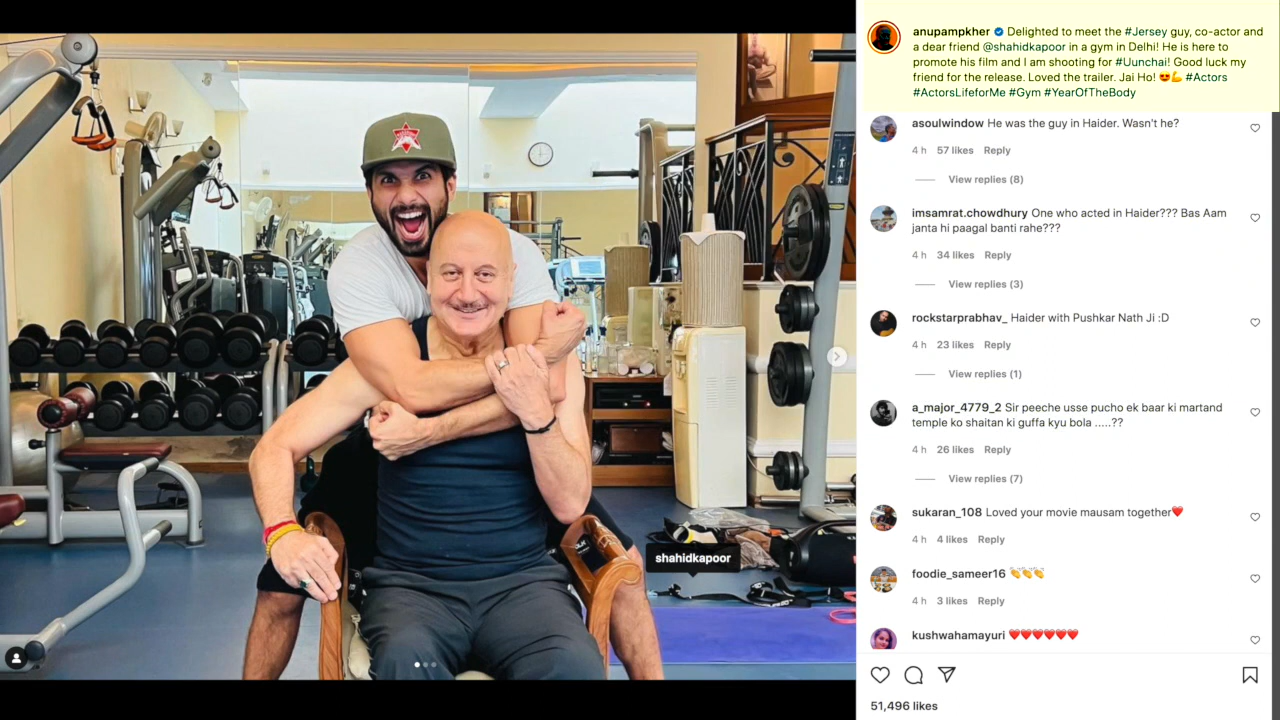 anupampkher Delighted to meet the #Jersey guy, co-actor and
a dear friend @shahidkapoor in a gym in Delhi! He is here to
promote his film and I am shooting for #Uunchai! Good luck my
friend for the release. Loved the trailer. Jai Ho! 😍💪 #Actors
#ActorsLifeforMe #Gym #YearOfTheBody
asoulwindow He was the guy in Haider. Wasn't he?
4 h 57 likes Reply
View replies (8)
imsamrat.chowdhury One who acted in Haider??? Bas Aam
janta hi paagal banti rahe???
4 h 34 likes Reply
View replies (3)
rockstarprabhav_ Haider with Pushkar Nath Ji :D
4 h 23 likes Reply
View replies (1)
a_major_4779_2 Sir peeche usse pucho ek baar ki martand
temple ko shaitan ki guffa kyu bola .....??
4 h 26 likes Reply
View replies (7)
sukaran_108 Loved your movie mausam together❤️
4 h 4 likes Reply
foodie_sameer16 👏👏👏
4 h 3 likes Reply
kushwahamayuri ❤️❤️❤️❤️❤️❤️
51,496 likes
shahidkapoor